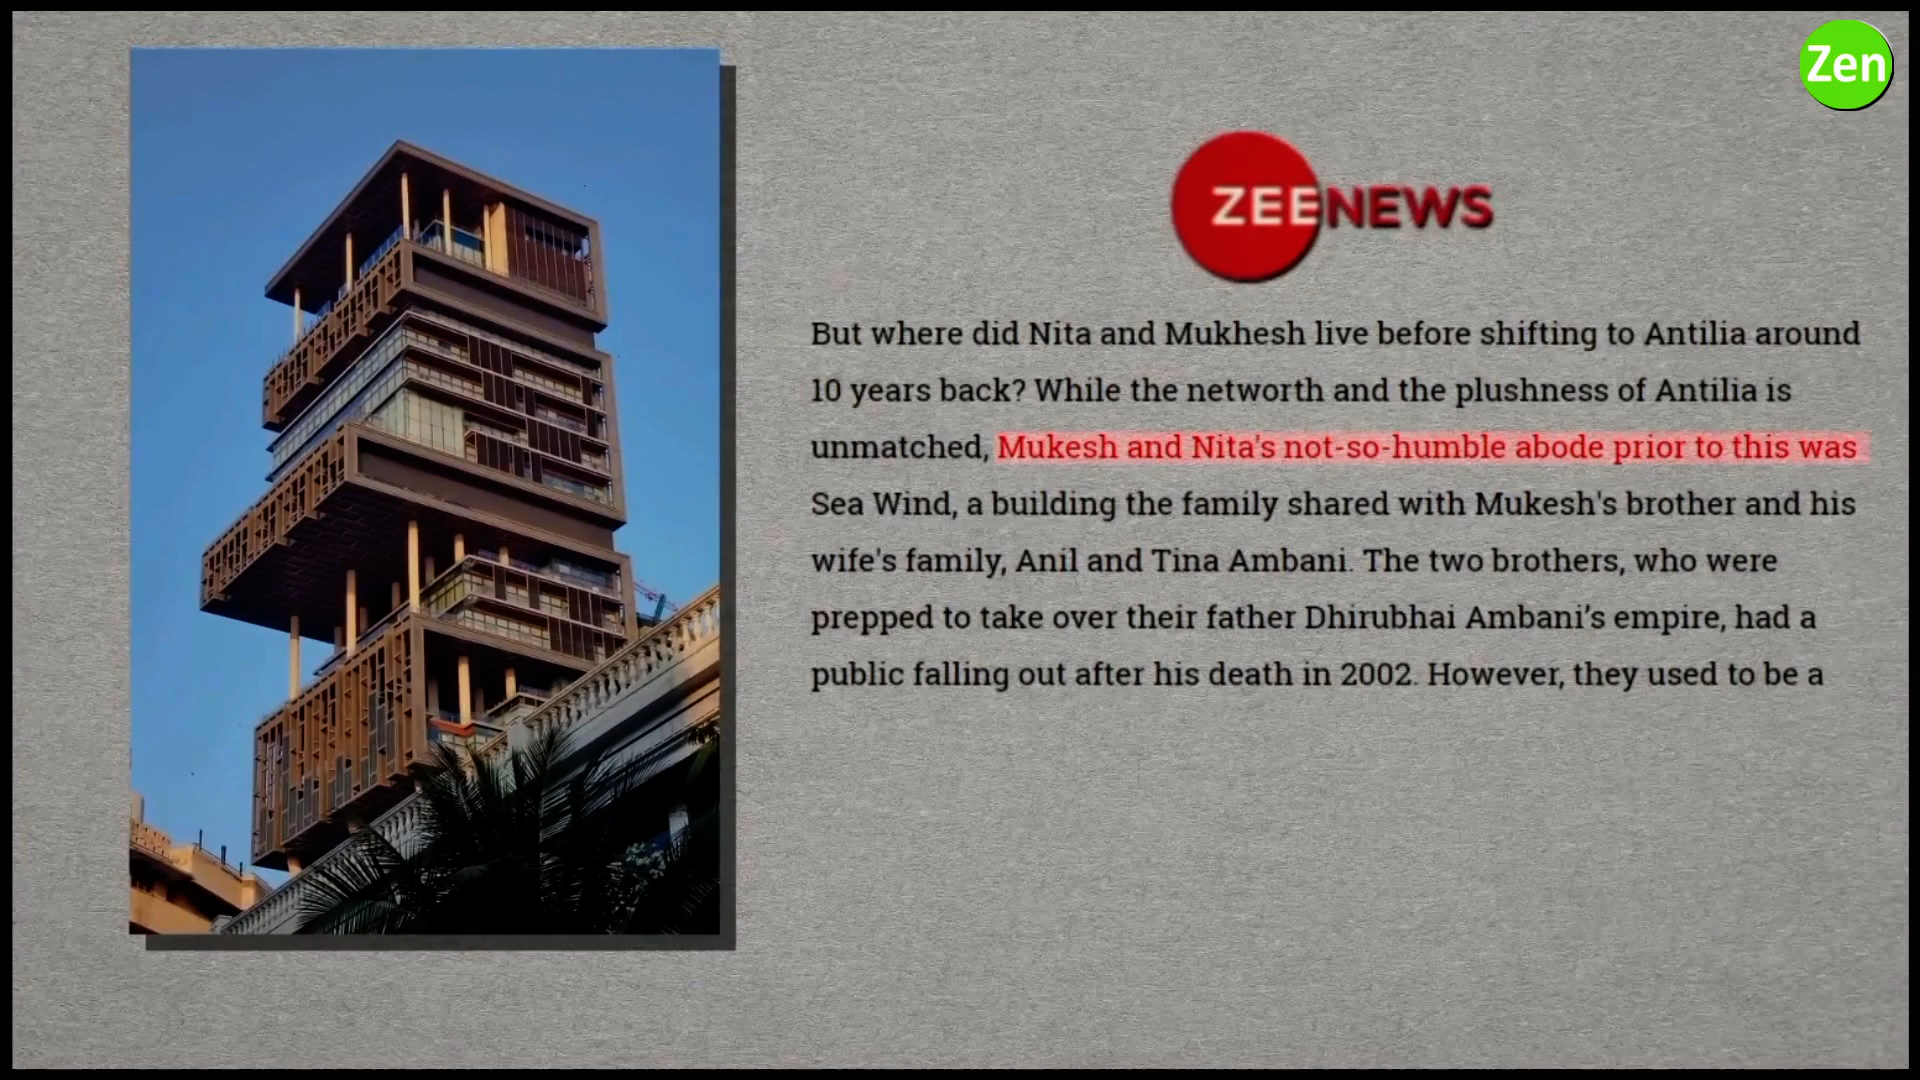 Zen
ZEENEWS
But where did Nita and Mukhesh live before shifting to Antilia around
10 years back? While the networth and the plushness of Antilia is
unmatched, Mukesh and Nita's not-so-humble abode prior to this was
Sea Wind, a building the family shared with Mukesh's brother and his
wife's family, Anil and Tina Ambani. The two brothers, who were
prepped to take over their father Dhirubhai Ambani’s empire, had a
public falling out after his death in 2002. However, they used to be a